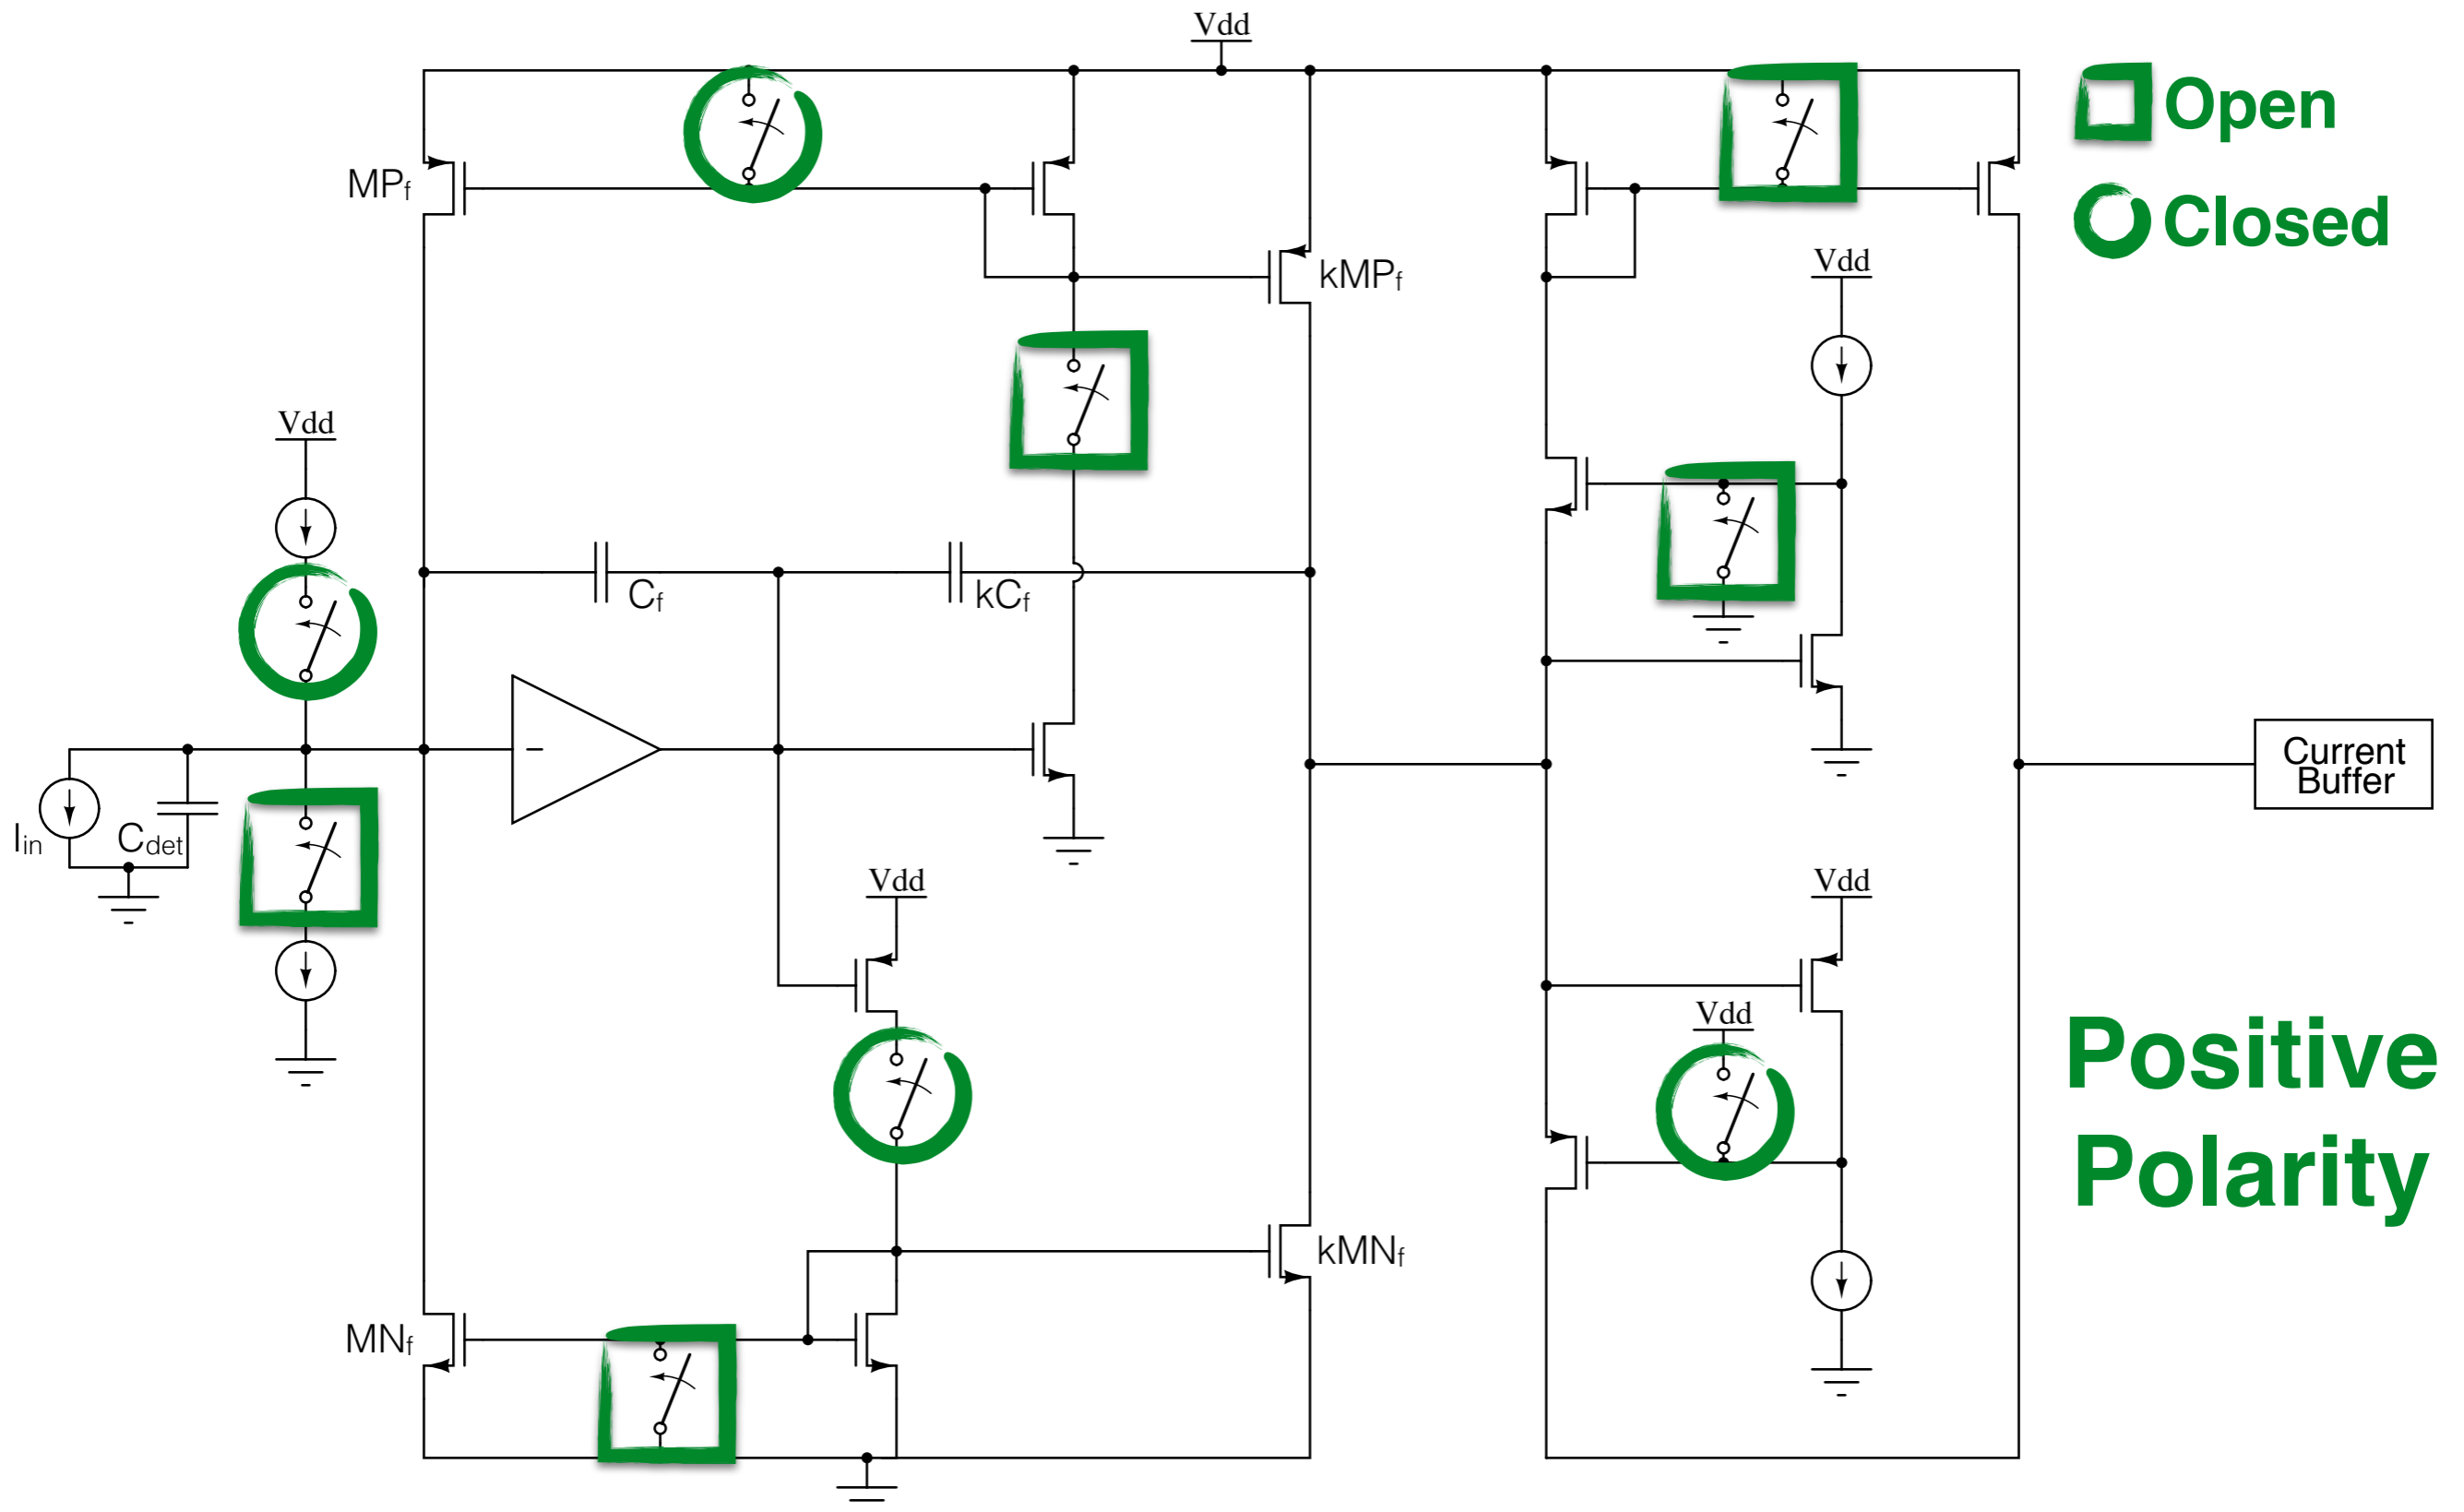 Vdd
Open
MPf
Closed
kMPf
Vdd
Vdd
Cf
kCf
−
Current
Buffer
Iin
Cdet
Vdd
Vdd
Vdd
Positive
Polarity
kMNf
MNf